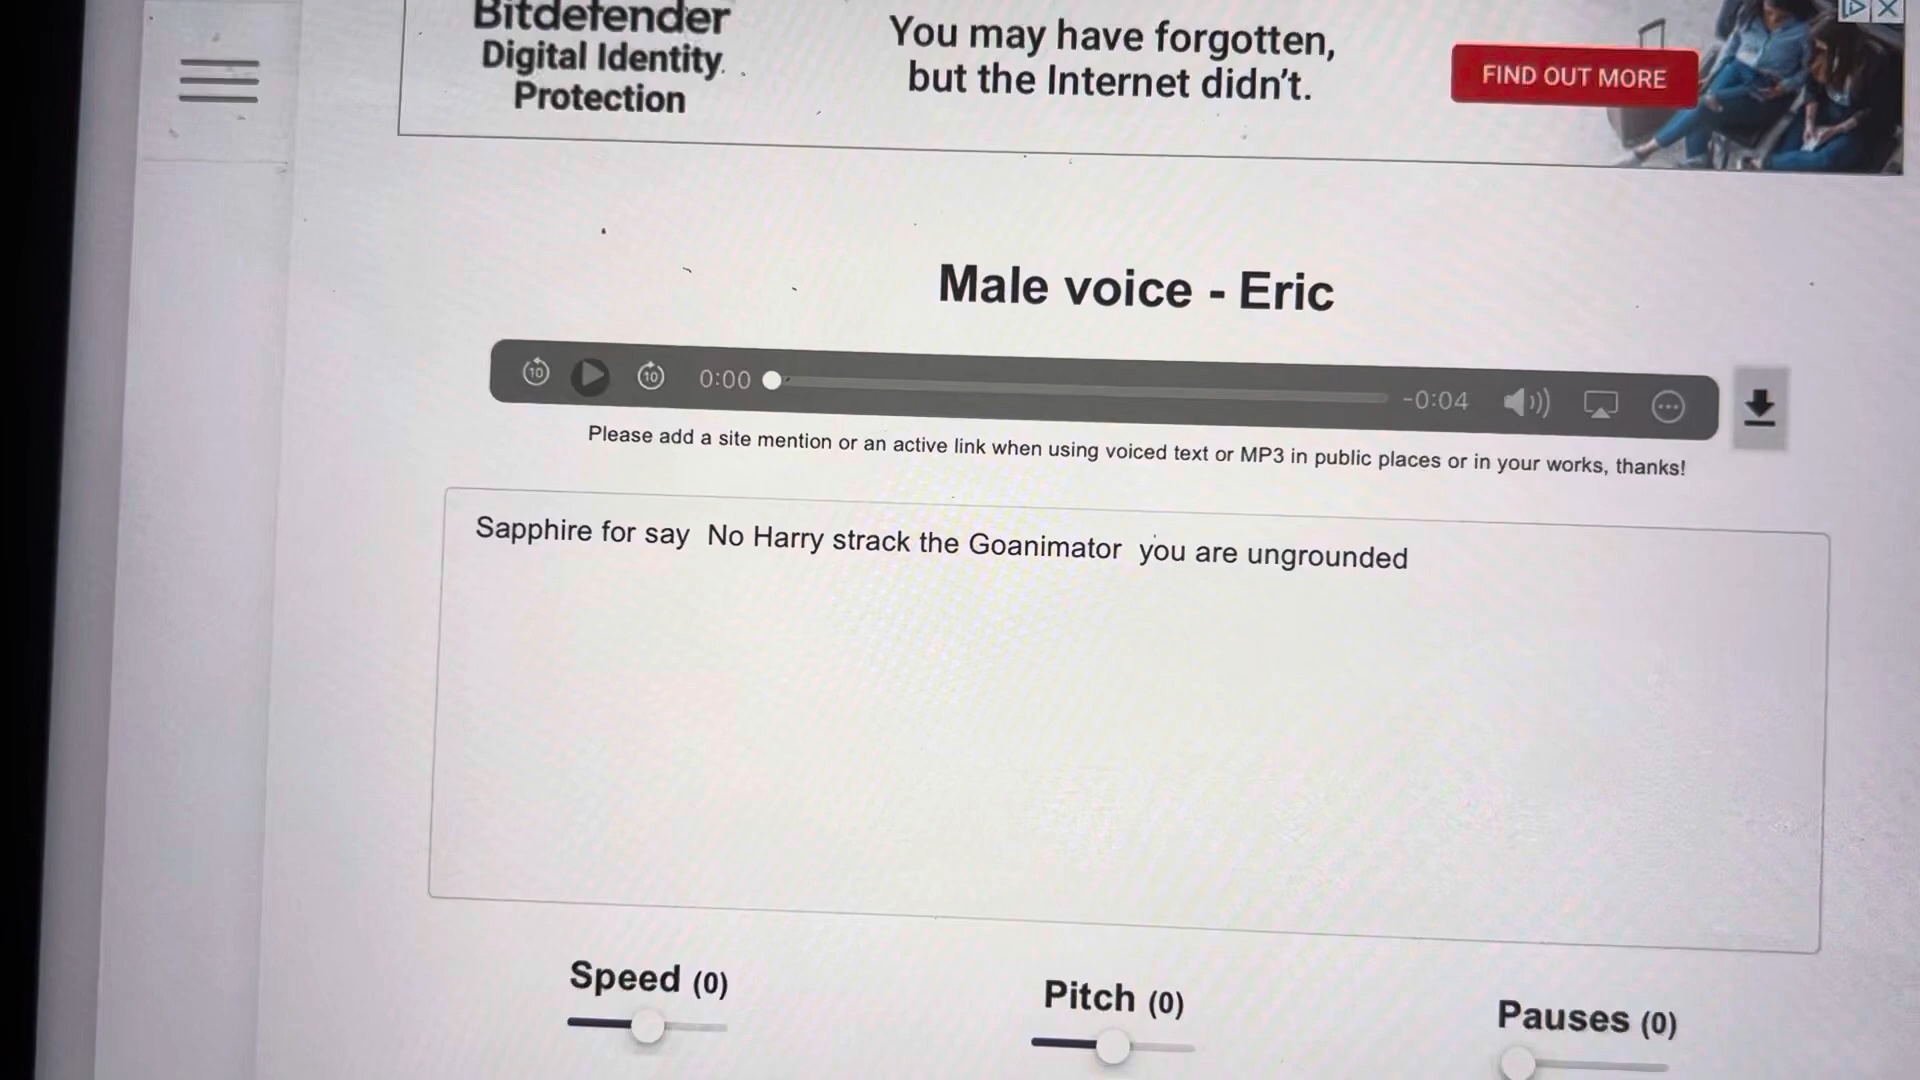 Bitdefender
Digital Identity
Protection
You may have forgotten,
but the Internet didn't.
FIND OUT MORE
Male voice - Eric
10
10
0:00
-0:04
Please add a site mention or an active link when using voiced text or MP3 in public places or in your works, thanks!
Sapphire for say No Harry strack the Goanimator you are ungrounded
Speed (0)
Pitch (0)
Pauses (0)